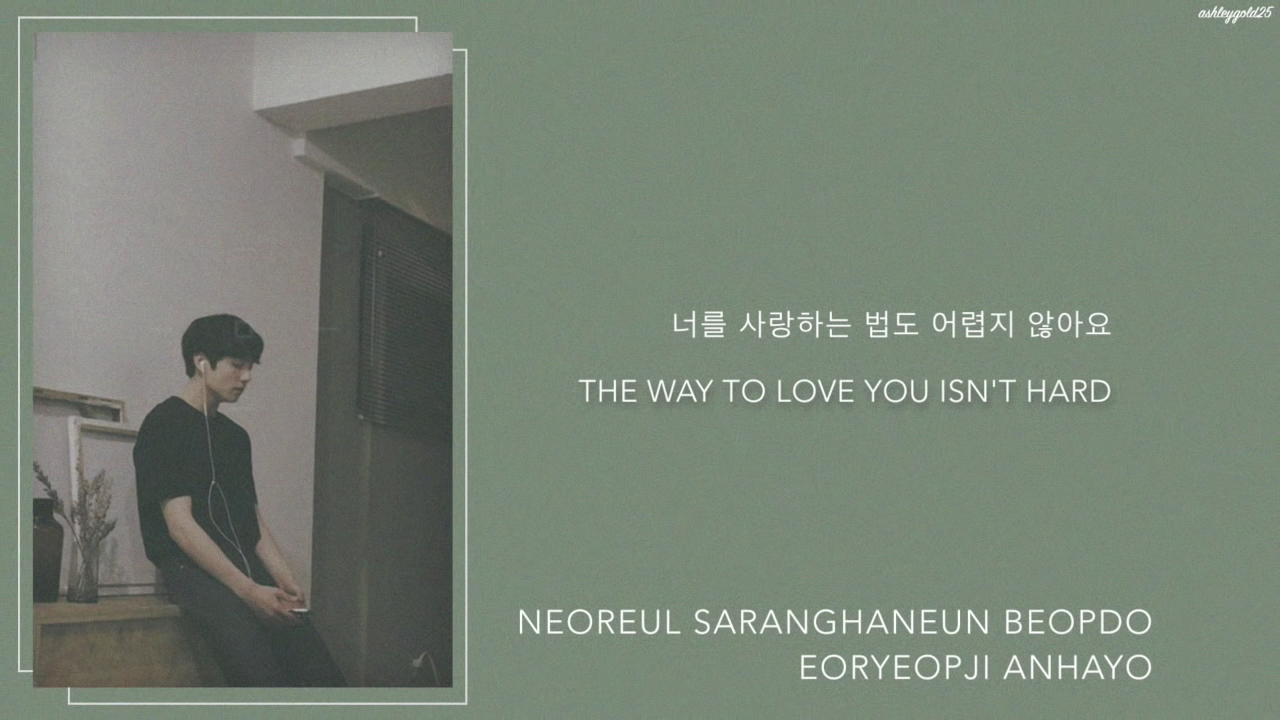 ashleygold25
너를 사랑하는 법도 어렵지 않아요
THE WAY TO LOVE YOU ISN'T HARD
NEOREUL SARANGHANEUN BEOPDO
EORYEOPJI ANHAYO